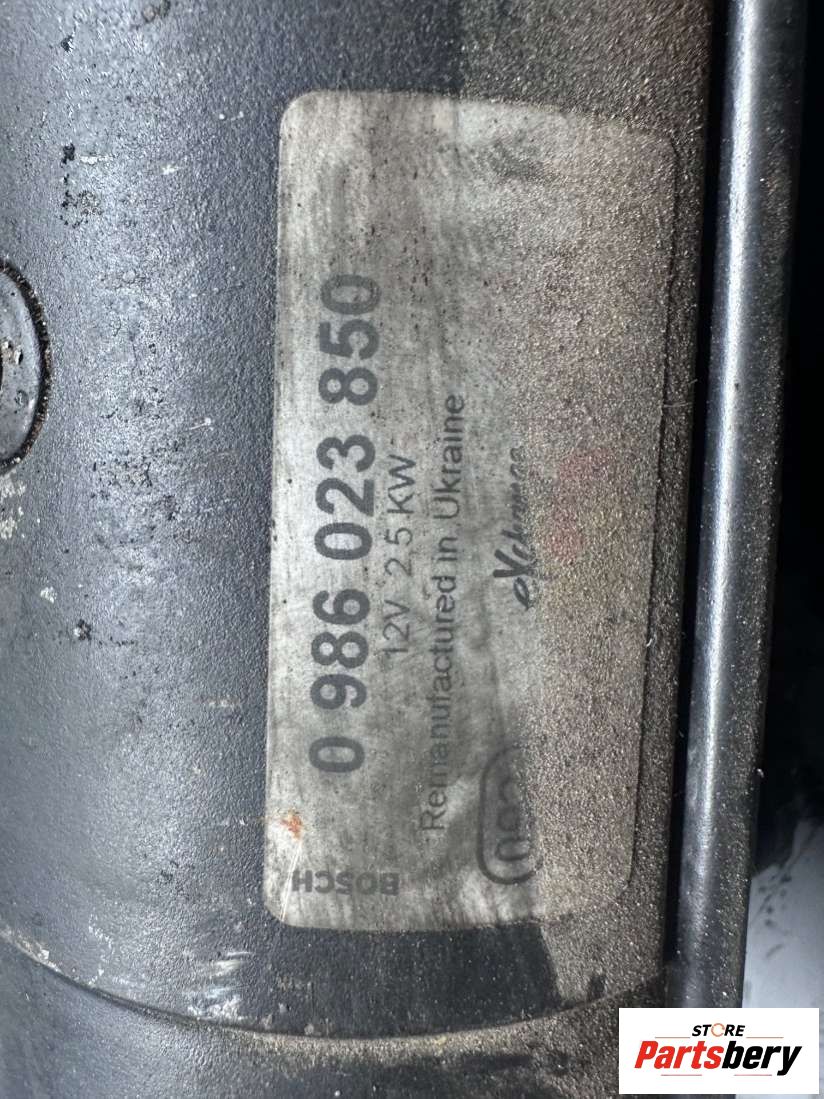 BOSCH
0 986 023 850
12V 2.5 KW
Remanufactured in Ukraine
STORE
Partsbery